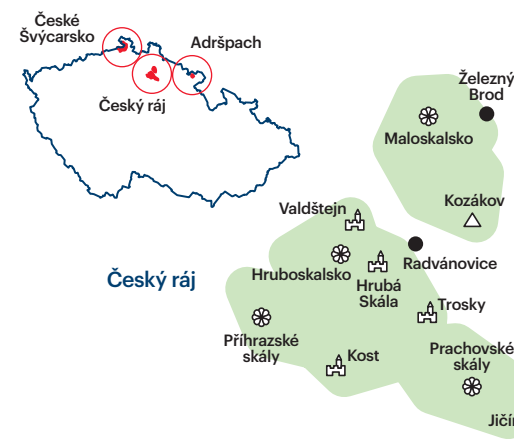 České
Švýcarsko
Adršpach
Český ráj
Železný
Brod
Maloskalsko
Kozákov
Valdštejn
Radvánovice
Hruboskalsko
Hrubá
Skála
Český ráj
Trosky
Příhrazské
skály
Kost
Prachovské
skály
Jičín